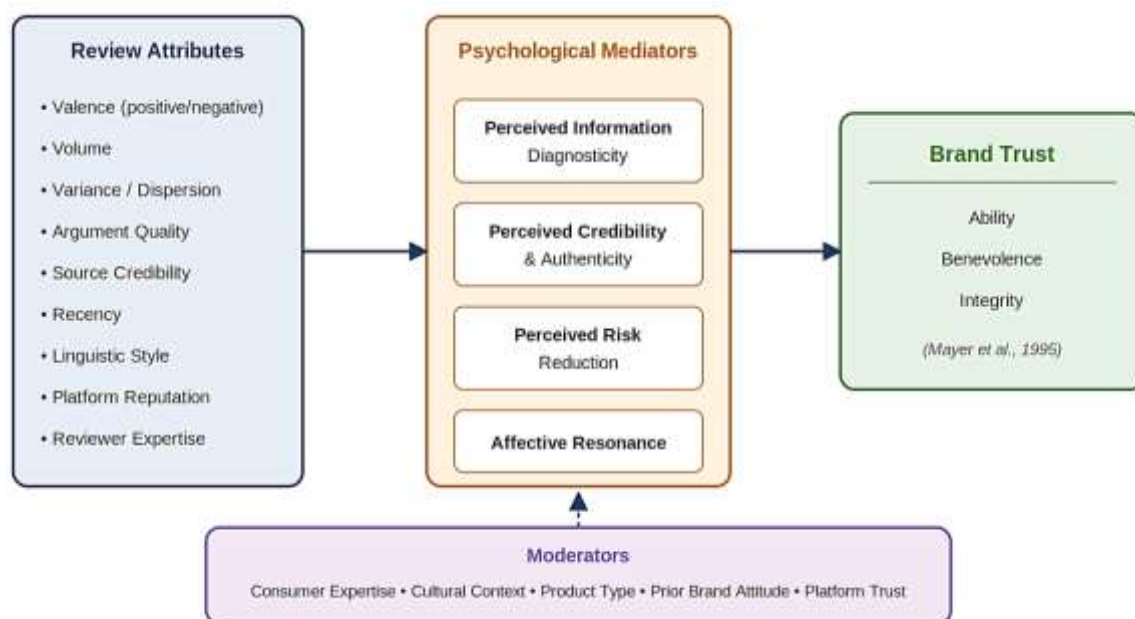 Review Attributes
• Valence (positive/negative)
• Volume
• Variance / Dispersion
• Argument Quality
• Source Credibility
• Recency
• Linguistic Style
• Platform Reputation
• Reviewer Expertise
Psychological Mediators
Perceived Information
Diagnosticity
Perceived Credibility
& Authenticity
Perceived Risk
Reduction
Affective Resonance
Brand Trust
Ability
Benevolence
Integrity
(Mayer et al., 1995)
Moderators
Consumer Expertise • Cultural Context • Product Type • Prior Brand Attitude • Platform Trust